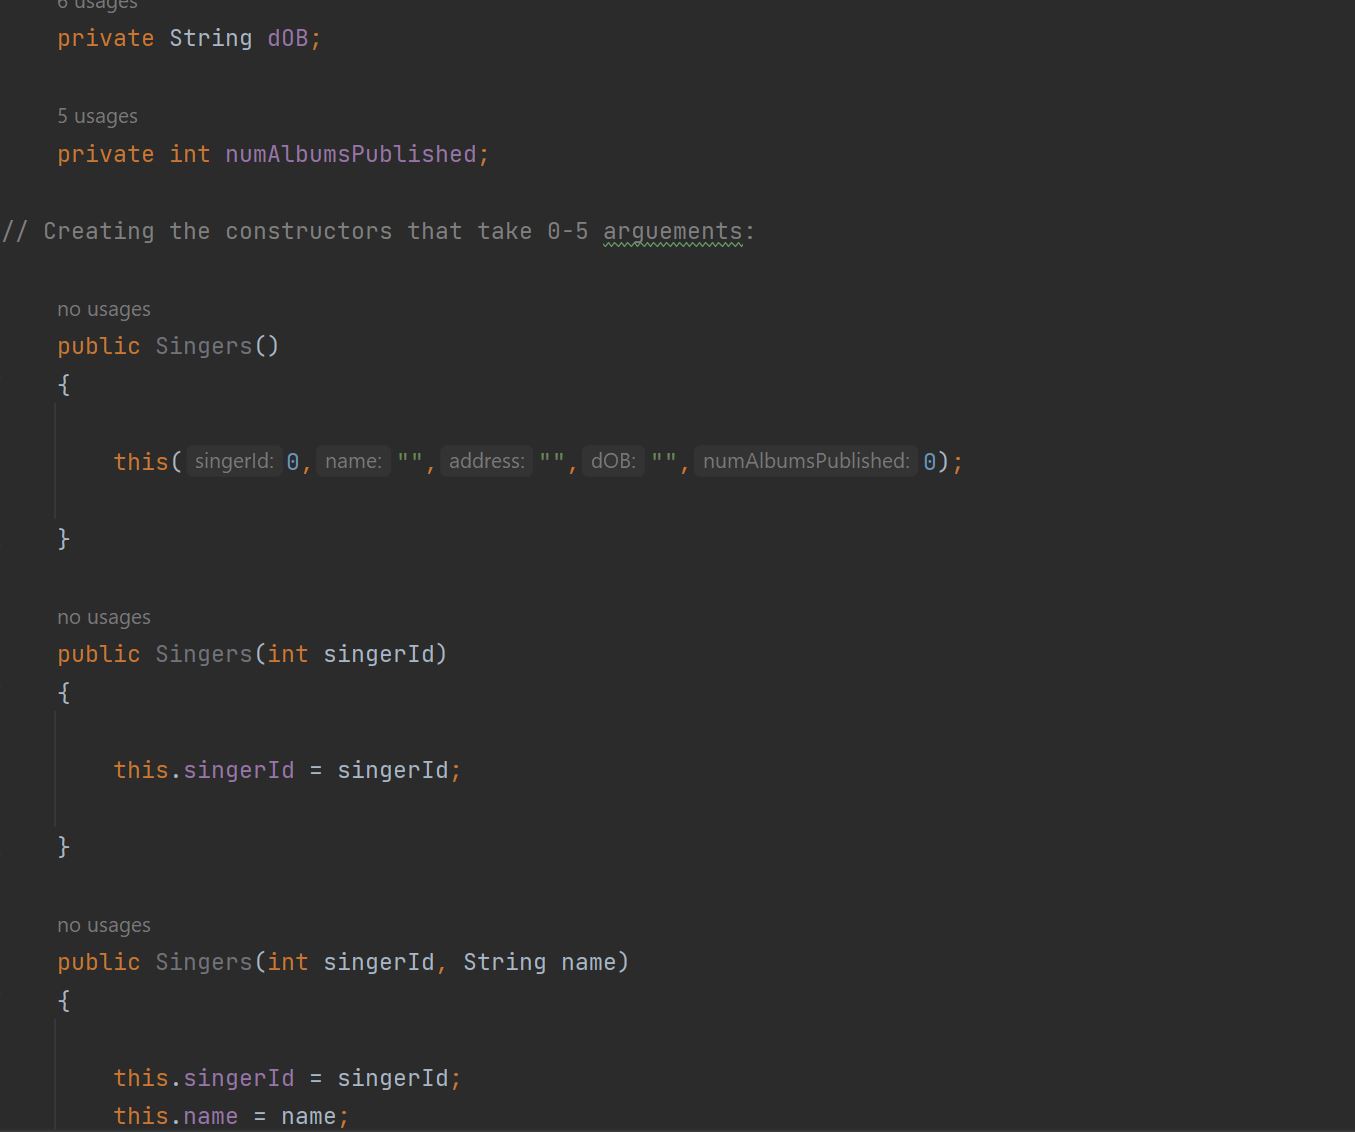 6 usages
private String dOB;
5 usages
private int numAlbumsPublished;
// Creating the constructors that take 0-5 arguements:
no usages
public Singers()
{
this( singerId: 0, name: "", address: "", dOB: "", numAlbumsPublished: 0);
}
no usages
public Singers(int singerId)
{
this.singerId = singerId;
}
no usages
public Singers(int singerId, String name)
{
this.singerId = singerId;
this.name = name;